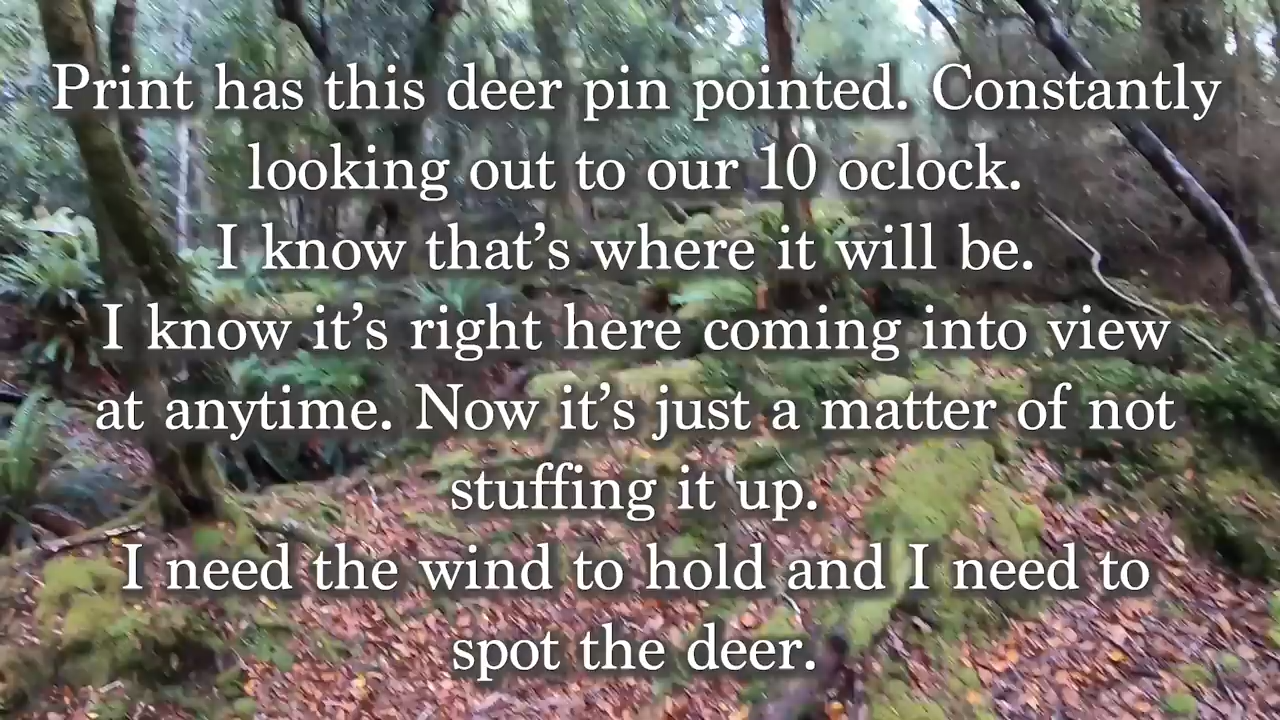 Print has this deer pin pointed. Constantly
looking out to our 10 oclock.
I know that’s where it will be.
I know it’s right here coming into view
at anytime. Now it’s just a matter of not
stuffing it up.
I need the wind to hold and I need to
spot the deer.